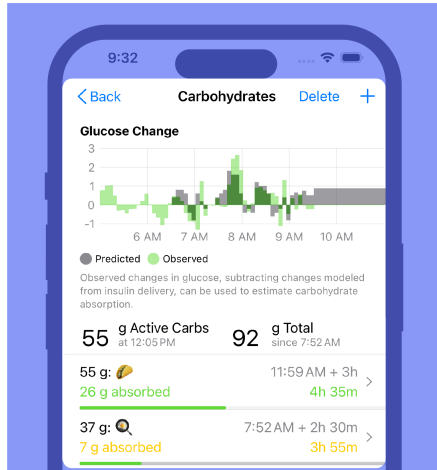 9:32
Back Carbohydrates Delete +
Glucose Change
3
2
1
0
-1
6 AM 7 AM 8 AM 9 AM 10 AM
Predicted Observed
Observed changes in glucose, subtracting changes modeled
from insulin delivery, can be used to estimate carbohydrate
absorption.
55 g Active Carbs at 12:05 PM 92 g Total since 7:52 AM
55 g: 🌮 11:59 AM + 3h
26 g absorbed 4h 35m
37 g: 🍳 7:52 AM + 2h 30m
7 g absorbed 3h 55m